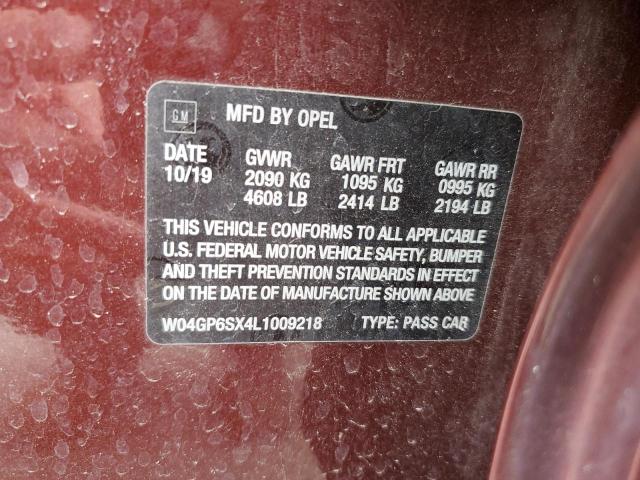 GM MFD BY OPEL
DATE GVWR GAWR FRT GAWR RR
10/19 2090 KG 1095 KG 0995 KG
4608 LB 2414 LB 2194 LB
THIS VEHICLE CONFORMS TO ALL APPLICABLE
U.S. FEDERAL MOTOR VEHICLE SAFETY, BUMPER
AND THEFT PREVENTION STANDARDS IN EFFECT
ON THE DATE OF MANUFACTURE SHOWN ABOVE
W04GP6SX4L1009218 TYPE: PASS CAR